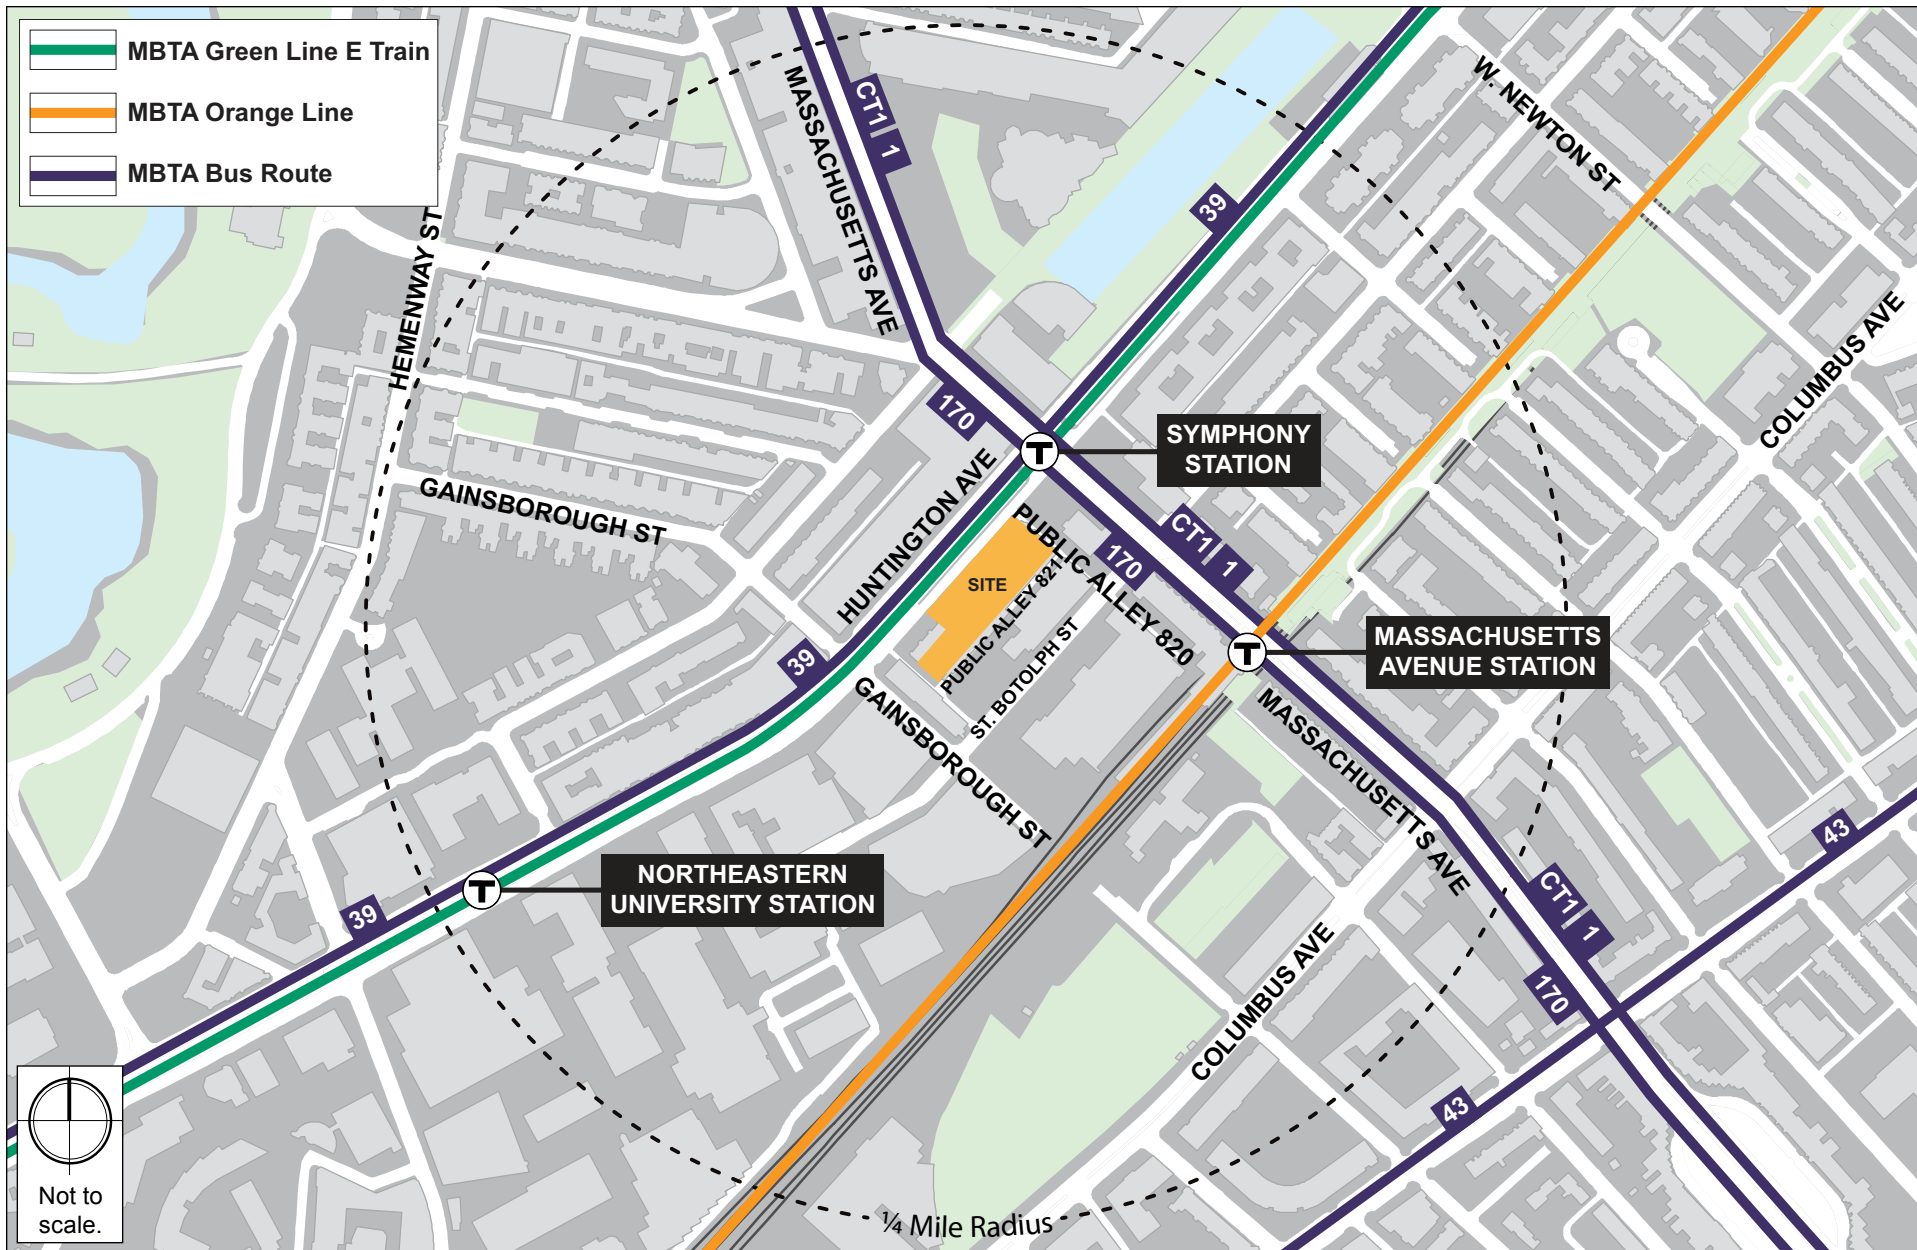 MBTA Green Line E Train
MBTA Orange Line
MBTA Bus Route
MASSACHUSETTS AVE
CT1 1
W. NEWTON ST
39
HEMENWAY ST
COLUMBUS AVE
170
SYMPHONY
STATION
HUNTINGTON AVE
GAINSBOROUGH ST
PUBLIC ALLEY 820
CT1 1
170
SITE
PUBLIC ALLEY 821
ST. BOTOLPH ST
MASSACHUSETTS
AVENUE STATION
39
GAINSBOROUGH ST
MASSACHUSETTS AVE
43
NORTHEASTERN
UNIVERSITY STATION
39
CT1 1
170
COLUMBUS AVE
43
Not to
scale.
¼ Mile Radius
T
T
T